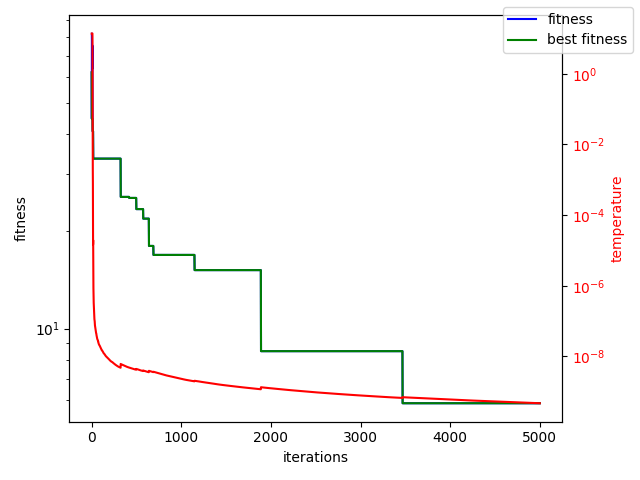 fitness
best fitness
fitness
10¹
10⁰
10⁻²
10⁻⁴
10⁻⁶
10⁻⁸
temperature
0 1000 2000 3000 4000 5000
iterations